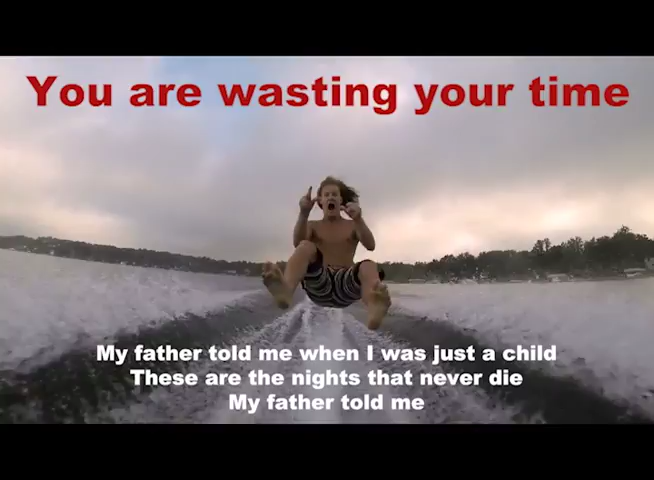 You are wasting your time
My father told me when I was just a child
These are the nights that never die
My father told me